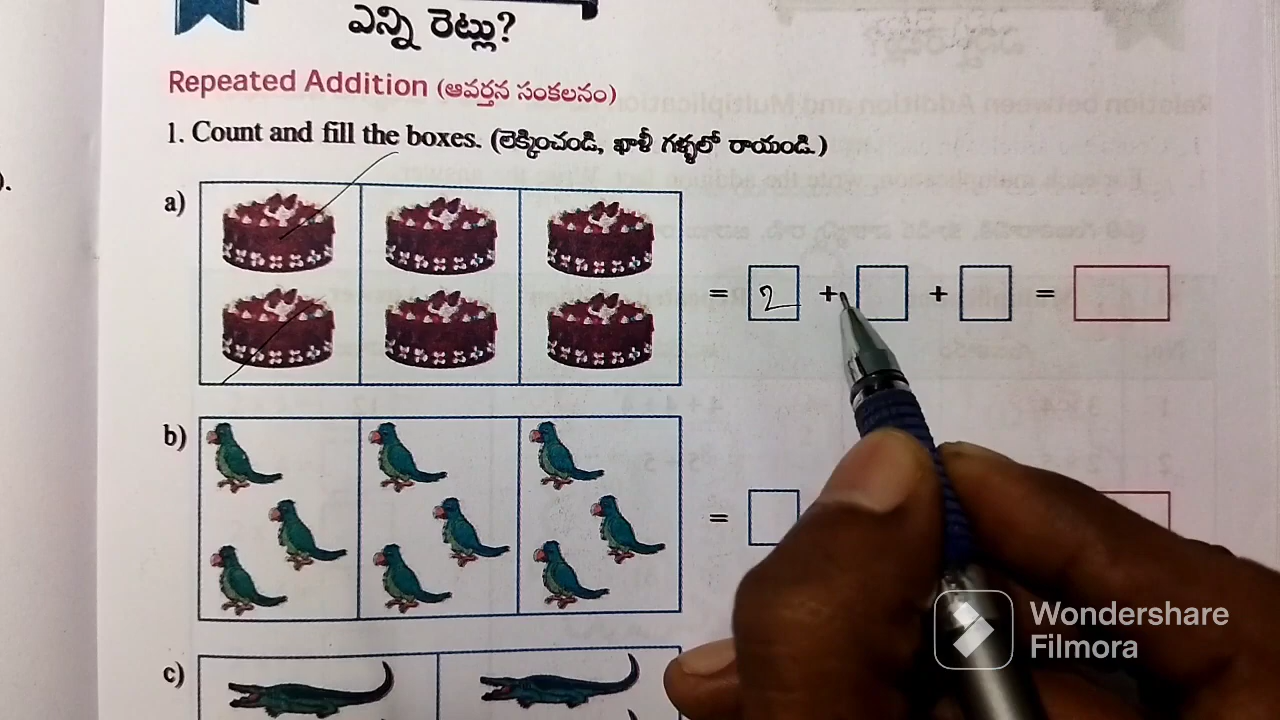 ఎన్ని రెట్లు?
Repeated Addition (ఆవర్తన సంకలనం)
1. Count and fill the boxes. (లెక్కించండి, ఖాళీ గళ్ళలో రాయండి.)
a)
= 2 + + =
b)
=
c)
Wondershare
Filmora